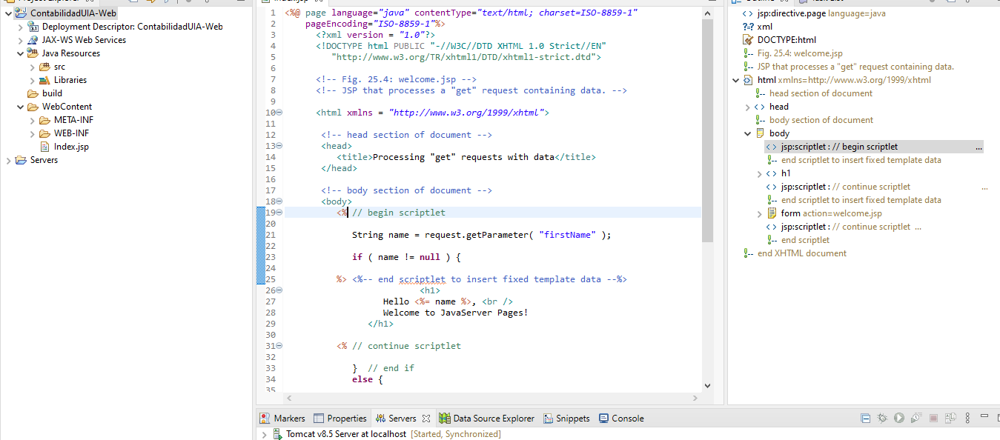 Project Explorer
ContabilidadUIA-Web
Deployment Descriptor: ContabilidadUIA-Web
JAX-WS Web Services
Java Resources
src
Libraries
build
WebContent
META-INF
WEB-INF
Index.jsp
Servers
Index.jsp
1 <%@ page language="java" contentType="text/html; charset=ISO-8859-1"
2 pageEncoding="ISO-8859-1"%>
3 <?xml version = "1.0"?>
4 <!DOCTYPE html PUBLIC "-//W3C//DTD XHTML 1.0 Strict//EN"
5 "http://www.w3.org/TR/xhtml1/DTD/xhtml1-strict.dtd">
6
7 <!-- Fig. 25.4: welcome.jsp -->
8 <!-- JSP that processes a "get" request containing data. -->
9
10 <html xmlns = "http://www.w3.org/1999/xhtml">
11
12 <!-- head section of document -->
13 <head>
14 <title>Processing "get" requests with data</title>
15 </head>
16
17 <!-- body section of document -->
18 <body>
19 <% // begin scriptlet
20
21 String name = request.getParameter( "firstName" );
22
23 if ( name != null ) {
24
25 %> <%-- end scriptlet to insert fixed template data --%>
26 <h1>
27 Hello <%= name %>, <br />
28 Welcome to JavaServer Pages!
29 </h1>
30
31 <% // continue scriptlet
32
33 } // end if
34 else {
35
Outline
Task List
jsp:directive.page language=java
xml
DOCTYPE:html
Fig. 25.4: welcome.jsp
JSP that processes a "get" request containing data.
html xmlns=http://www.w3.org/1999/xhtml
head section of document
head
body section of document
body
jsp:scriptlet : // begin scriptlet ...
end scriptlet to insert fixed template data
h1
jsp:scriptlet : // continue scriptlet ...
end scriptlet to insert fixed template data
form action=welcome.jsp
jsp:scriptlet : // continue scriptlet ...
end scriptlet
end XHTML document
Markers Properties Servers Data Source Explorer Snippets Console
Tomcat v8.5 Server at localhost [Started, Synchronized]